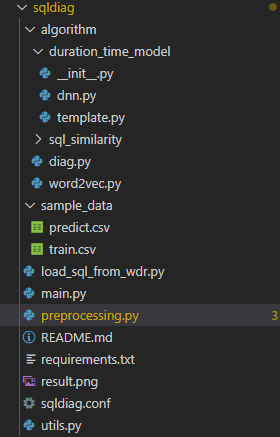 sqldiag
algorithm
duration_time_model
__init__.py
dnn.py
template.py
sql_similarity
diag.py
word2vec.py
sample_data
predict.csv
train.csv
load_sql_from_wdr.py
main.py
preprocessing.py 3
README.md
requirements.txt
result.png
sqldiag.conf
utils.py